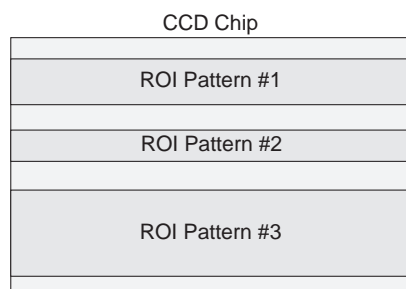 CCD Chip
ROI Pattern #1
ROI Pattern #2
ROI Pattern #3